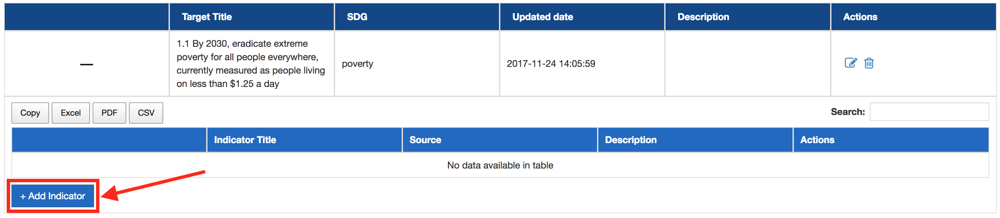 Target Title SDG Updated date Description Actions
1.1 By 2030, eradicate extreme
poverty for all people everywhere,
currently measured as people living
on less than $1.25 a day
poverty
2017-11-24 14:05:59
Copy Excel PDF CSV Search:
Indicator Title Source Description Actions
No data available in table
+ Add Indicator